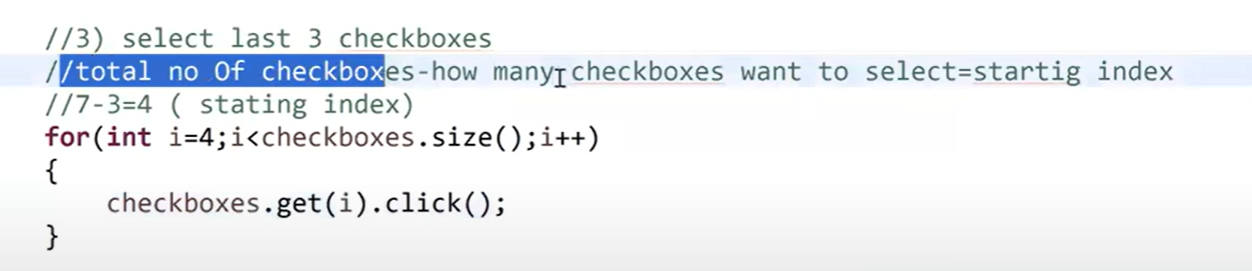 //3) select last 3 checkboxes
//total no Of checkboxes-how many checkboxes want to select=startig index
//7-3=4 ( stating index)
for(int i=4;i<checkboxes.size();i++)
{
    checkboxes.get(i).click();
}